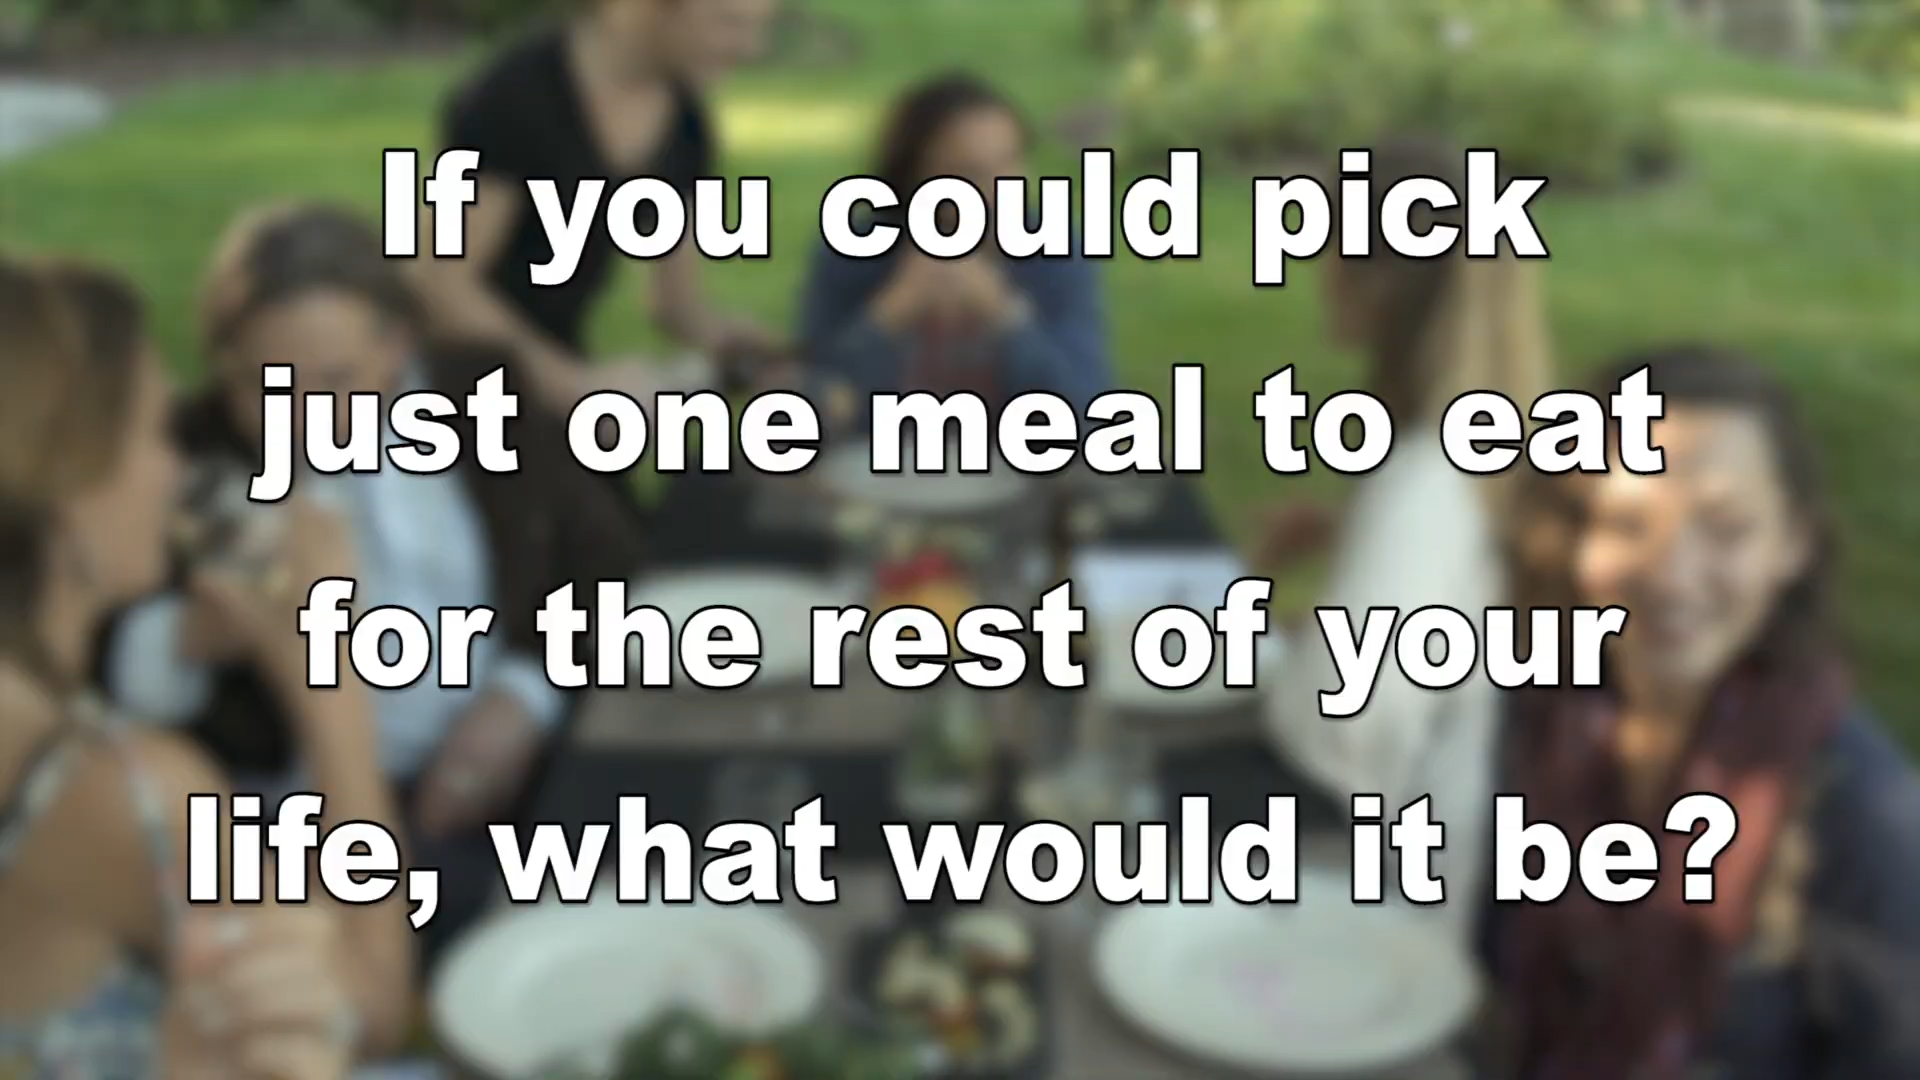 If you could pick
just one meal to eat
for the rest of your
life, what would it be?